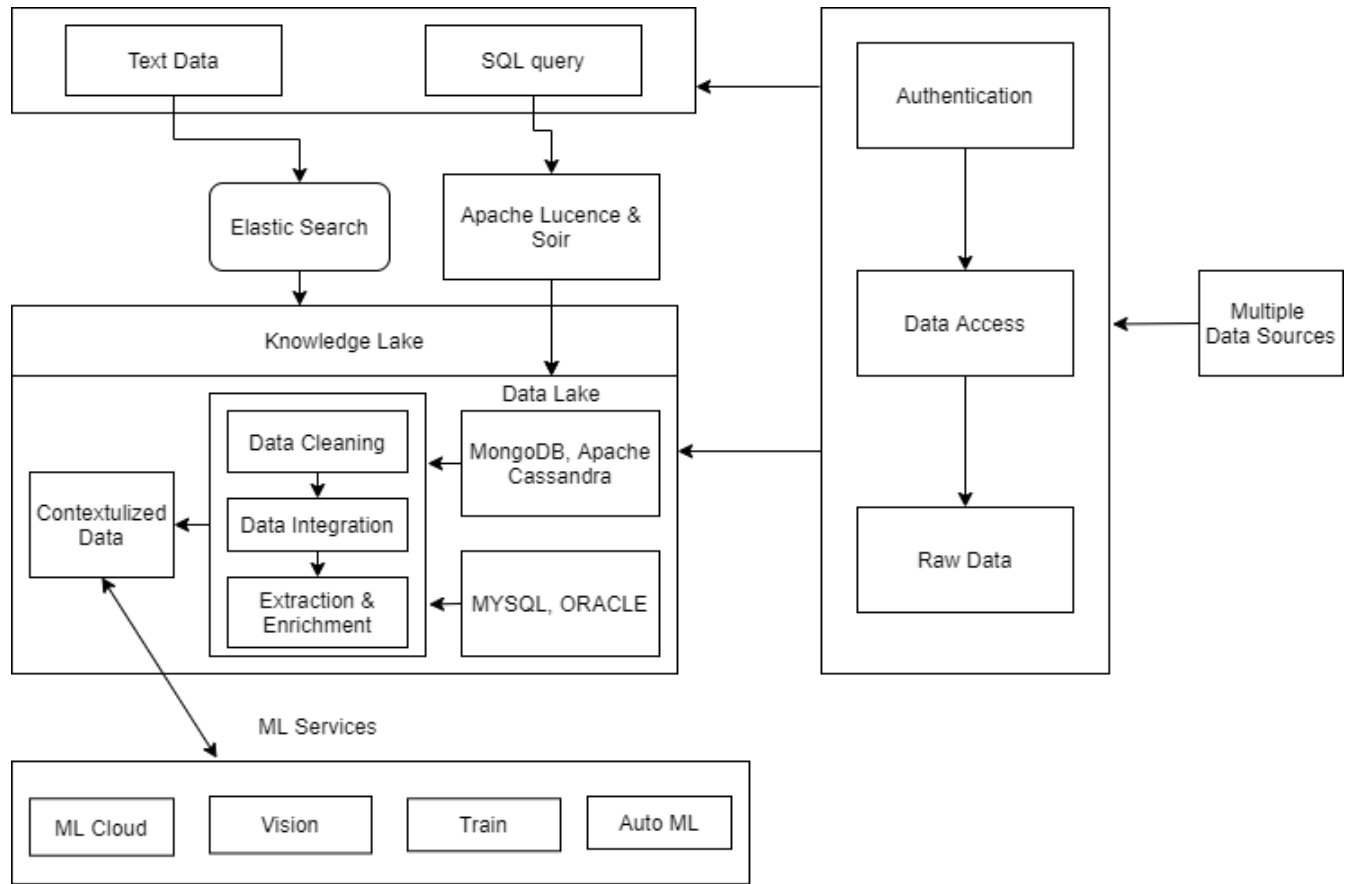 Text Data
SQL query
Authentication
Elastic Search
Apache Lucence &
Soir
Data Access
Multiple
Data Sources
Knowledge Lake
Data Lake
Data Cleaning
MongoDB, Apache
Cassandra
Contextulized
Data
Data Integration
Raw Data
Extraction &
Enrichment
MYSQL, ORACLE
ML Services
ML Cloud
Vision
Train
Auto ML